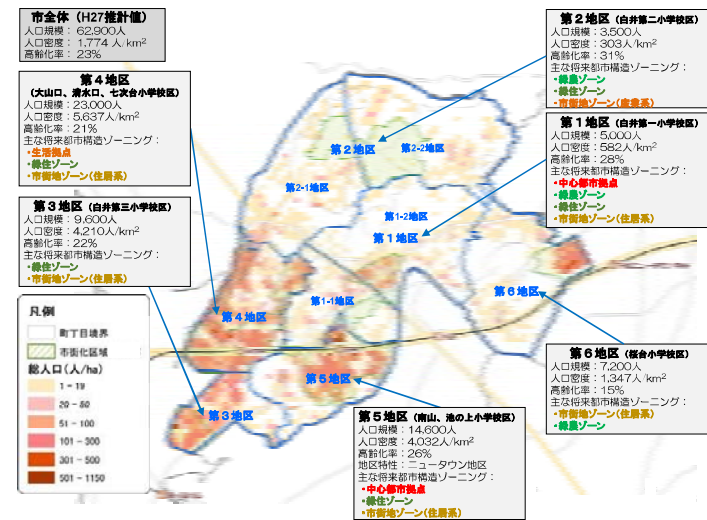 市全体（H27推計値）
人口規模：62,900人
人口密度：1,774 人/km2
高齢化率：23%
第４地区
（大山口、清水口、七次台小学校区）
人口規模：23,000人
人口密度：5,637人/km2
高齢化率：21%
主な将来都市構造ゾーニング：
・生活拠点
・緑住ゾーン
・市街地ゾーン（住居系）
第３地区（白井第三小学校区）
人口規模：9,600人
人口密度：4,210人/km2
高齢化率：22%
主な将来都市構造ゾーニング：
・緑住ゾーン
・市街地ゾーン（住居系）
凡例
町丁目境界
市街化区域
総人口（人/ha）
1 - 19
20 - 50
51 - 100
101 - 300
301 - 500
501 - 1150
第２地区（白井第二小学校区）
人口規模：3,500人
人口密度：303人/km2
高齢化率：31%
主な将来都市構造ゾーニング：
・緑農ゾーン
・緑住ゾーン
・市街地ゾーン（産業系）
第１地区（白井第一小学校区）
人口規模：5,000人
人口密度：582人/km2
高齢化率：28%
主な将来都市構造ゾーニング：
・中心都市拠点
・緑農ゾーン
・緑住ゾーン
・市街地ゾーン（住居系）
第６地区（桜台小学校区）
人口規模：7,200人
人口密度：1,347人/km2
高齢化率：15%
主な将来都市構造ゾーニング：
・市街地ゾーン（住居系）
・緑農ゾーン
第５地区（南山、池の上小学校区）
人口規模：14,600人
人口密度：4,032人/km2
高齢化率：26%
地区特性：ニュータウン地区
主な将来都市構造ゾーニング：
・中心都市拠点
・緑住ゾーン
・市街地ゾーン（住居系）
第２地区
第2-2地区
第2-1地区
第1-2地区
第１地区
第1-1地区
第６地区
第４地区
第５地区
第３地区